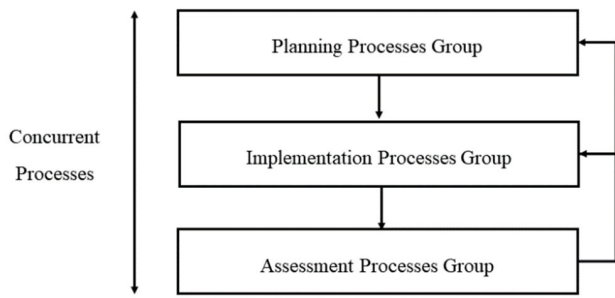 Planning Processes Group
Concurrent
Processes
Implementation Processes Group
Assessment Processes Group